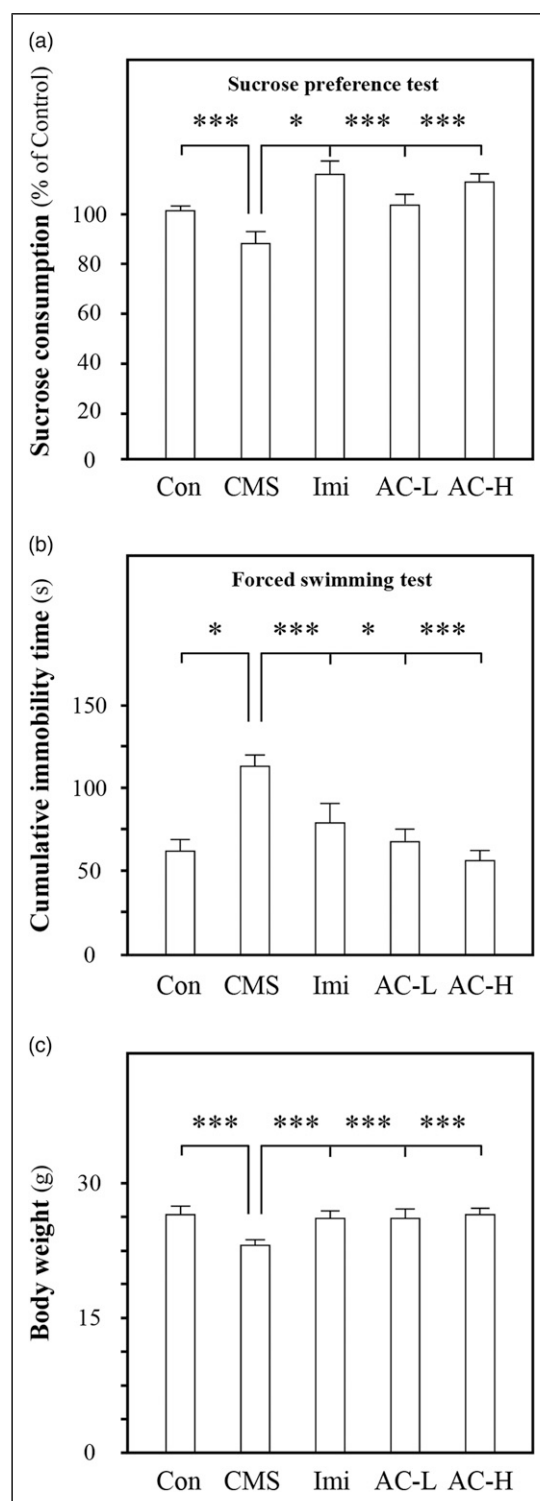 (a)
Sucrose preference test
*** * *** ***
Sucrose consumption (% of Control)
100
80
60
40
20
0
Con CMS Imi AC-L AC-H
(b)
Forced swimming test
* *** * ***
Cumulative immobility time (s)
150
100
50
0
Con CMS Imi AC-L AC-H
(c)
*** *** *** ***
Body weight (g)
30
15
0
Con CMS Imi AC-L AC-H